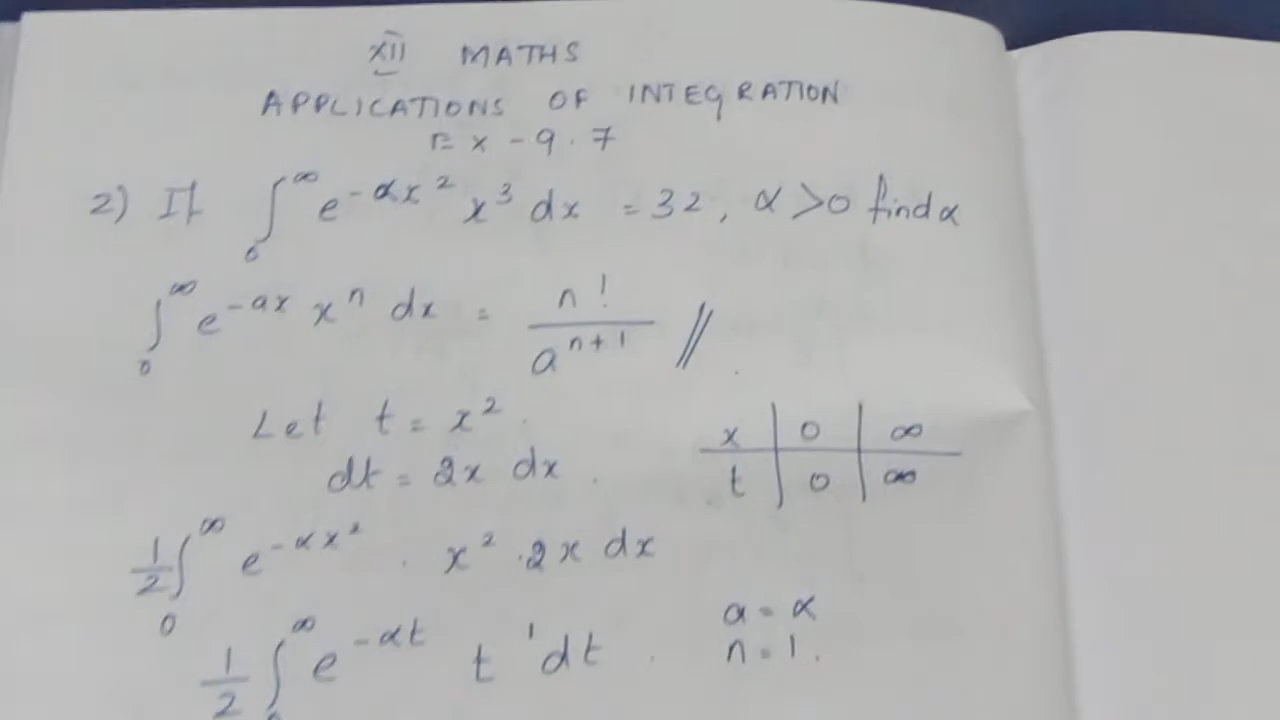 XII MATHS
APPLICATIONS OF INTEGRATION
Ex - 9.7
2) If ∫₀^∞ e^(-αx²) x³ dx = 32, α > 0 find α
∫₀^∞ e^(-ax) xⁿ dx = n! / a^(n+1) //
Let t = x².
dt = 2x dx.
x | 0 | ∞
t | 0 | ∞
1/2 ∫₀^∞ e^(-αx²) . x² . 2x dx
1/2 ∫₀^∞ e^(-αt) t¹ dt.
a = α
n = 1.